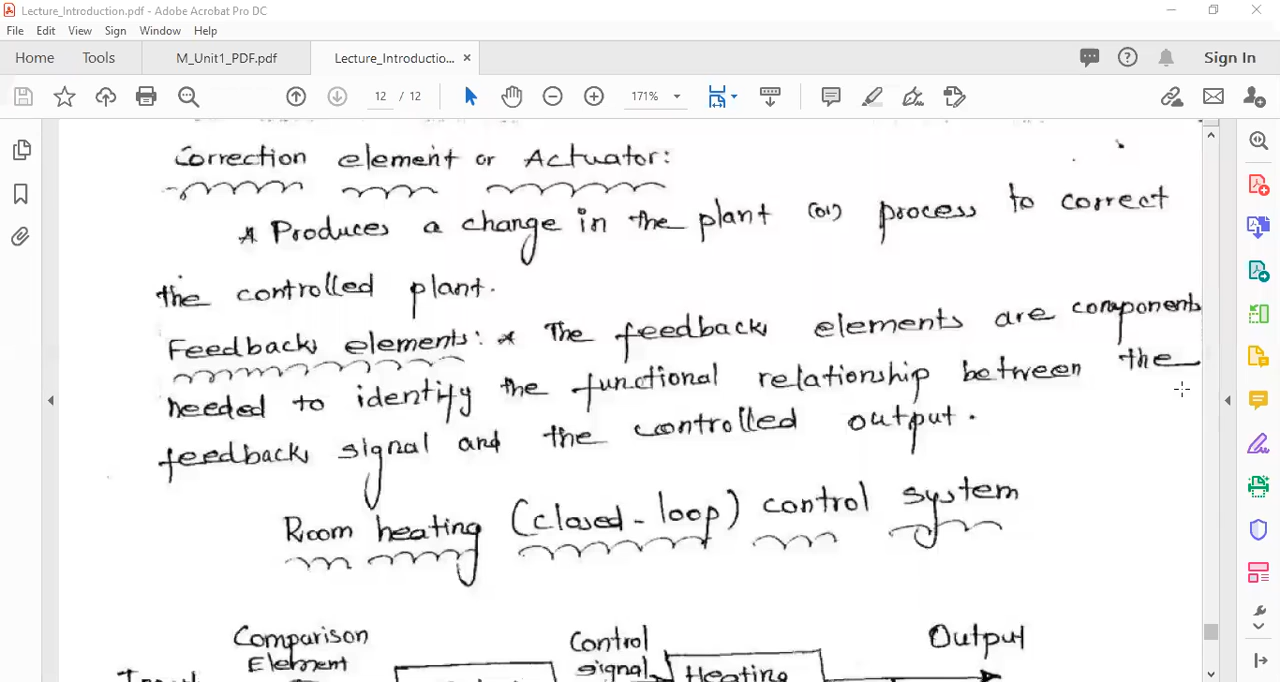 Lecture_Introduction.pdf - Adobe Acrobat Pro DC
File Edit View Sign Window Help
Home Tools M_Unit1_PDF.pdf Lecture_Introductio... × Sign In
12 / 12 171%
Correction element or Actuator:
* Produces a change in the plant (or) process to correct
the controlled plant.
Feedback elements: * The feedback elements are components
needed to identify the functional relationship between the
feedback signal and the controlled output.
Room heating (closed-loop) control system
Comparison Control Output
Element signal Heating